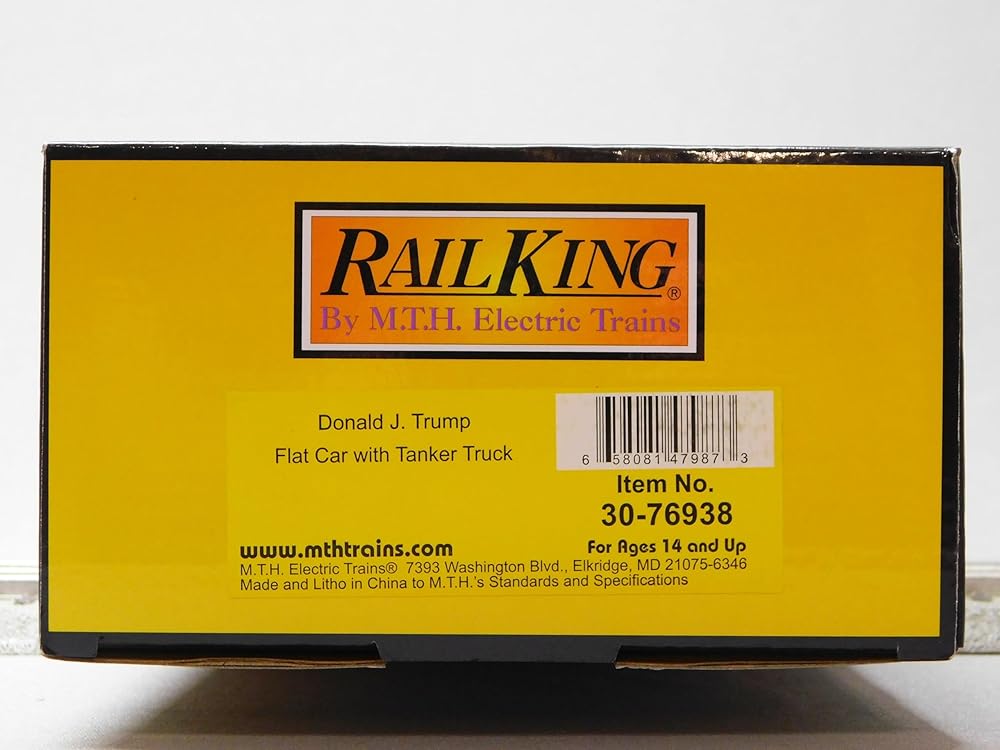 RAILKING®
By M.T.H. Electric Trains
Donald J. Trump
Flat Car with Tanker Truck
6 58081 47987 3
Item No.
30-76938
www.mthtrains.com
For Ages 14 and Up
M.T.H. Electric Trains® 7393 Washington Blvd., Elkridge, MD 21075-6346
Made and Litho in China to M.T.H.'s Standards and Specifications